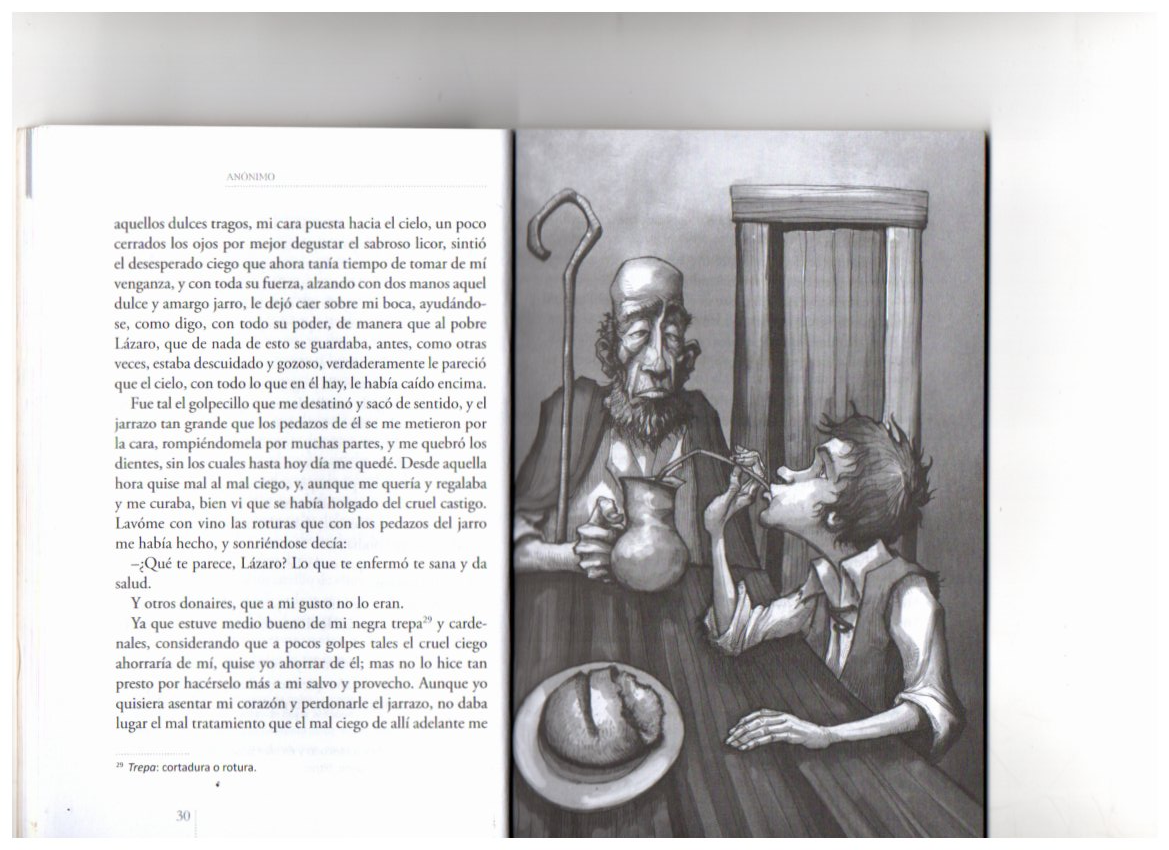 ANÓNIMO
aquellos dulces tragos, mi cara puesta hacia el cielo, un poco
cerrados los ojos por mejor degustar el sabroso licor, sintió
el desesperado ciego que ahora tanía tiempo de tomar de mí
venganza, y con toda su fuerza, alzando con dos manos aquel
dulce y amargo jarro, le dejó caer sobre mi boca, ayudándo-
se, como digo, con todo su poder, de manera que al pobre
Lázaro, que de nada de esto se guardaba, antes, como otras
veces, estaba descuidado y gozoso, verdaderamente le pareció
que el cielo, con todo lo que en él hay, le había caído encima.
Fue tal el golpecillo que me desatinó y sacó de sentido, y el
jarrazo tan grande que los pedazos de él se me metieron por
la cara, rompiéndomela por muchas partes, y me quebró los
dientes, sin los cuales hasta hoy día me quedé. Desde aquella
hora quise mal al mal ciego, y, aunque me quería y regalaba
y me curaba, bien vi que se había holgado del cruel castigo.
Lavóme con vino las roturas que con los pedazos del jarro
me había hecho, y sonriéndose decía:
–¿Qué te parece, Lázaro? Lo que te enfermó te sana y da
salud.
Y otros donaires, que a mi gusto no lo eran.
Ya que estuve medio bueno de mi negra trepa²⁹ y carde-
nales, considerando que a pocos golpes tales el cruel ciego
ahorraría de mí, quise yo ahorrar de él; mas no lo hice tan
presto por hacérselo más a mi salvo y provecho. Aunque yo
quisiera asentar mi corazón y perdonarle el jarrazo, no daba
lugar el mal tratamiento que el mal ciego de allí adelante me
²⁹ Trepa: cortadura o rotura.
30